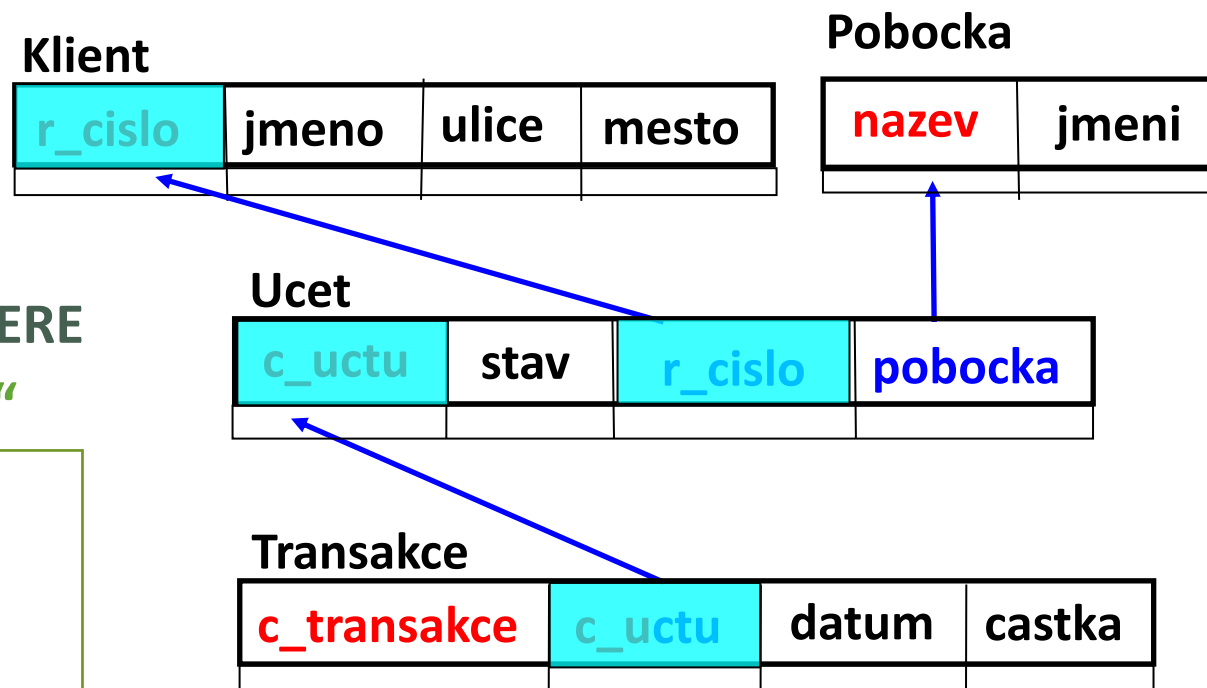 Klient
Pobocka
r_cislo jmeno ulice mesto
nazev jmeni
Ucet
ERE
c_uctu stav r_cislo pobocka
“
Transakce
c_transakce c_uctu datum castka